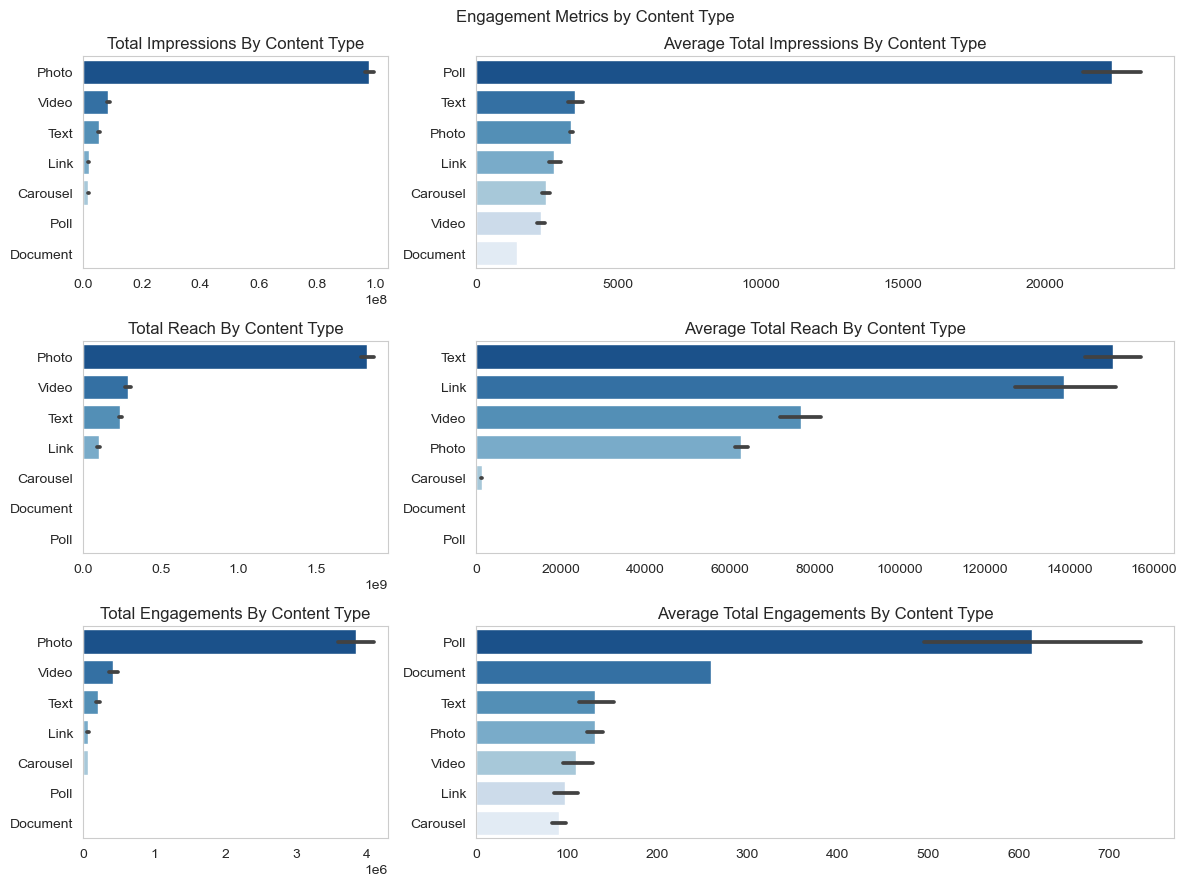 Engagement Metrics by Content Type
Total Impressions By Content Type
Photo
Video
Text
Link
Carousel
Poll
Document
0.0 0.2 0.4 0.6 0.8 1.0
1e8
Average Total Impressions By Content Type
Poll
Text
Photo
Link
Carousel
Video
Document
0 5000 10000 15000 20000
Total Reach By Content Type
Photo
Video
Text
Link
Carousel
Document
Poll
0.0 0.5 1.0 1.5
1e9
Average Total Reach By Content Type
Text
Link
Video
Photo
Carousel
Document
Poll
0 20000 40000 60000 80000 100000 120000 140000 160000
Total Engagements By Content Type
Photo
Video
Text
Link
Carousel
Poll
Document
0 1 2 3 4
1e6
Average Total Engagements By Content Type
Poll
Document
Text
Photo
Video
Link
Carousel
0 100 200 300 400 500 600 700